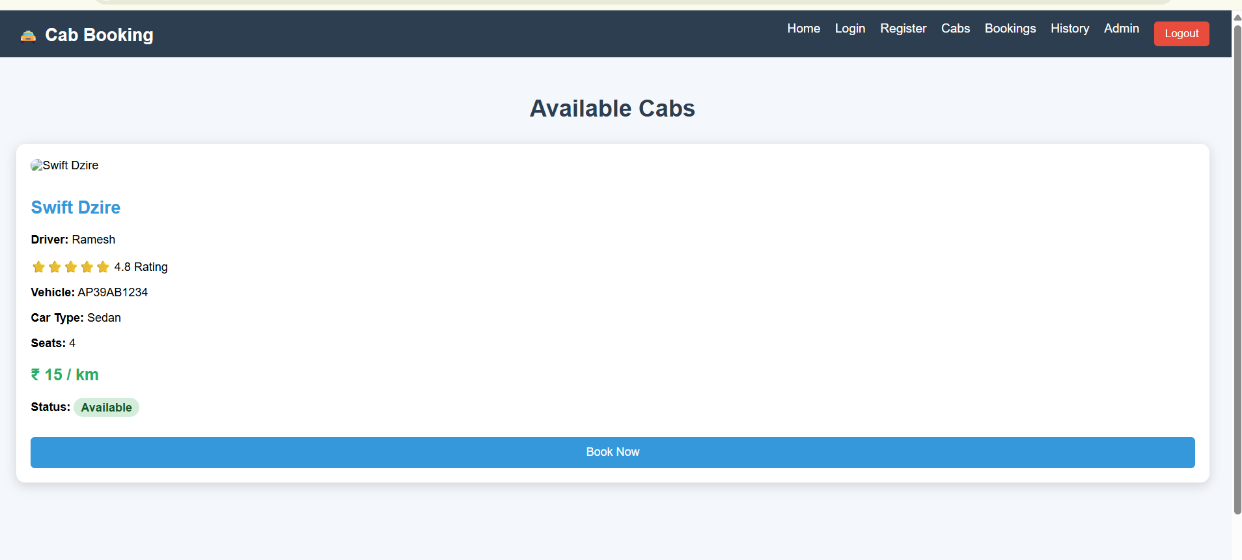 Cab Booking
Home Login Register Cabs Bookings History Admin Logout
Available Cabs
Swift Dzire
Swift Dzire
Driver: Ramesh
4.8 Rating
Vehicle: AP39AB1234
Car Type: Sedan
Seats: 4
₹ 15 / km
Status: Available
Book Now